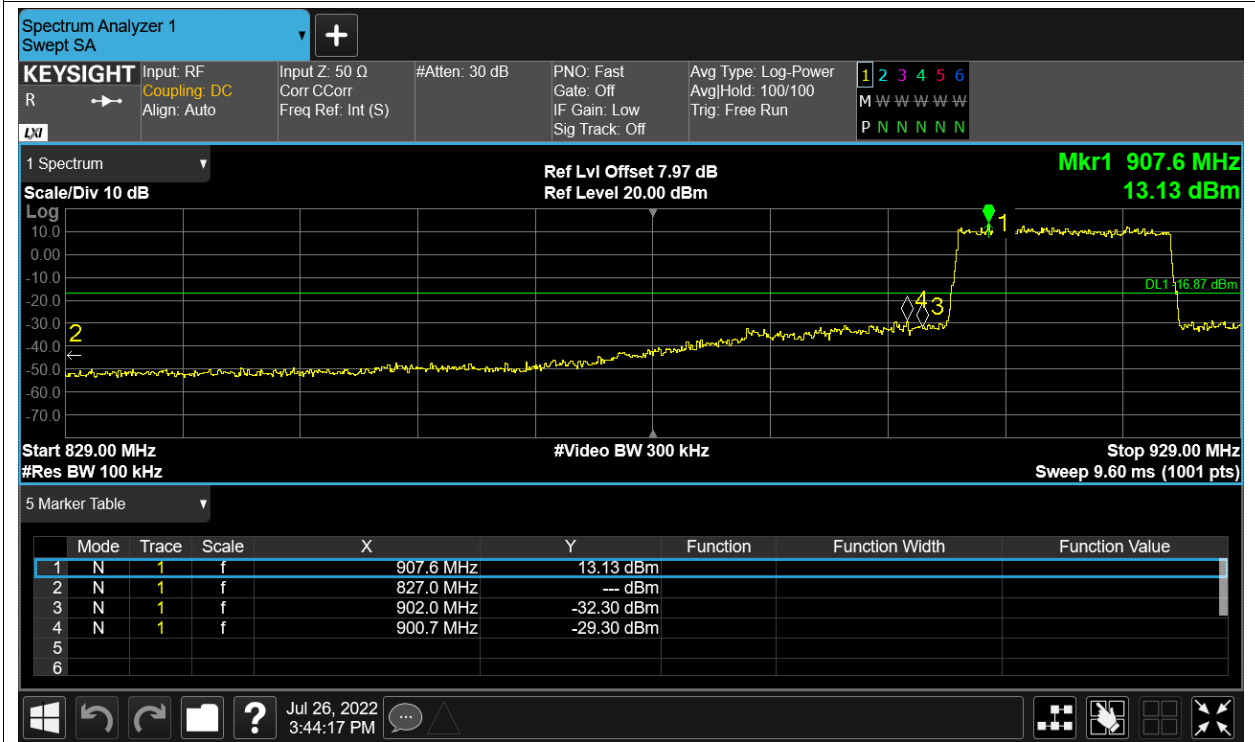 Spectrum Analyzer 1
Swept SA
+
KEYSIGHT Input: RF Input Z: 50 Ω #Atten: 30 dB PNO: Fast Avg Type: Log-Power 1 2 3 4 5 6
R Coupling: DC Corr CCorr Gate: Off Avg|Hold: 100/100 M W W W W W
Align: Auto Freq Ref: Int (S) IF Gain: Low Trig: Free Run
LXI Sig Track: Off P N N N N N
1 Spectrum Ref Lvl Offset 7.97 dB Mkr1 907.6 MHz
Scale/Div 10 dB Ref Level 20.00 dBm 13.13 dBm
Log
1
10.0
0.00
-10.0
DL1 -16.87 dBm
-20.0
4 3
-30.0
2
-40.0
-50.0
-60.0
-70.0
Start 829.00 MHz #Video BW 300 kHz Stop 929.00 MHz
#Res BW 100 kHz Sweep 9.60 ms (1001 pts)
5 Marker Table
Mode Trace Scale X Y Function Function Width Function Value
1 N 1 f 907.6 MHz 13.13 dBm
2 N 1 f 827.0 MHz --- dBm
3 N 1 f 902.0 MHz -32.30 dBm
4 N 1 f 900.7 MHz -29.30 dBm
5
6
? Jul 26, 2022
3:44:17 PM